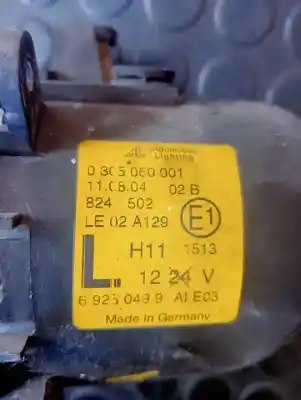 Automotive
Lighting
0 305 060 001
11.08.04 02 B
824 502
LE 02 A129 E1
L H11 1513
12 24 V
6 925 049.9 AI E03
Made in Germany